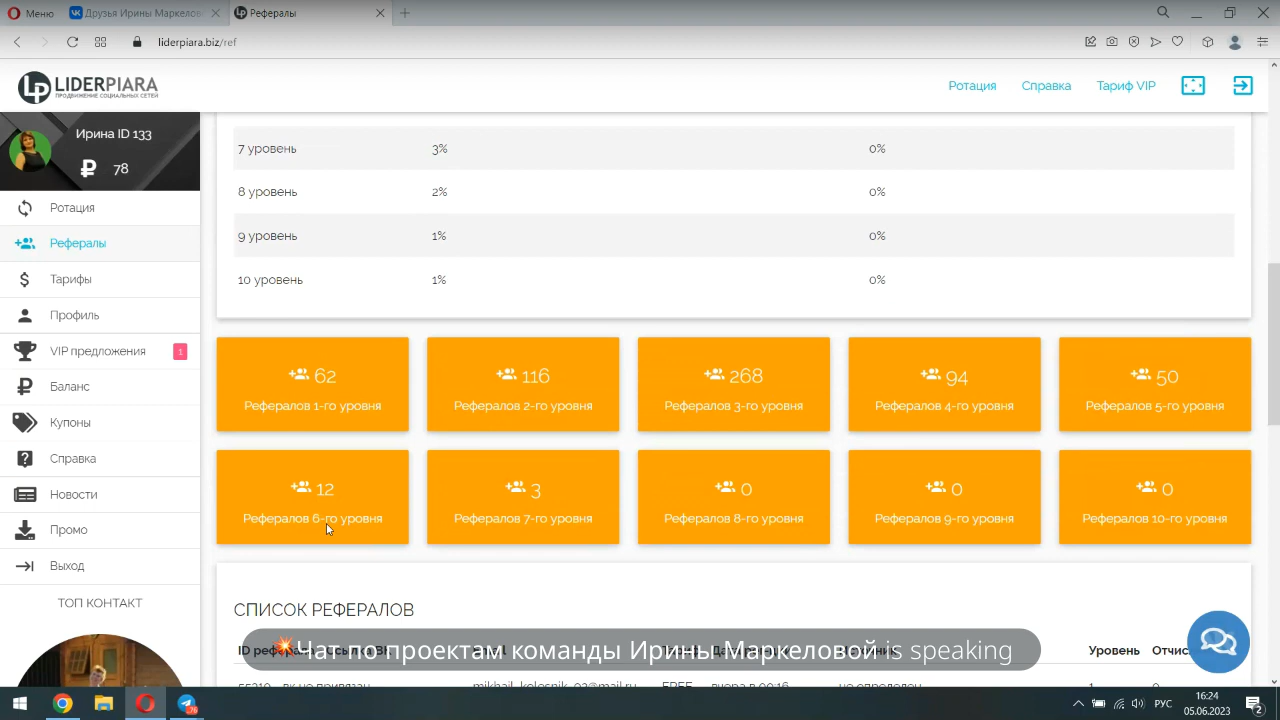 Меню
Друзья Ирины Маркелов
Рефералы
liderpiara.biz/ref
LP LIDERPIARA
ПРОДВИЖЕНИЕ СОЦИАЛЬНЫХ СЕТЕЙ
Ротация
Справка
Тариф VIP
Ирина ID 133
₽ 78
Ротация
Рефералы
Тарифы
Профиль
VIP предложения 1
Баланс
Купоны
Справка
Новости
Промо
Выход
ТОП КОНТАКТ
7 уровень 3% 0%
8 уровень 2% 0%
9 уровень 1% 0%
10 уровень 1% 0%
62
Рефералов 1-го уровня
116
Рефералов 2-го уровня
268
Рефералов 3-го уровня
94
Рефералов 4-го уровня
50
Рефералов 5-го уровня
12
Рефералов 6-го уровня
3
Рефералов 7-го уровня
0
Рефералов 8-го уровня
0
Рефералов 9-го уровня
0
Рефералов 10-го уровня
СПИСОК РЕФЕРАЛОВ
Уровень Отчис
Чат по проектам команды Ирины Маркеловой is speaking
РУС
16:24
05.06.2023
2